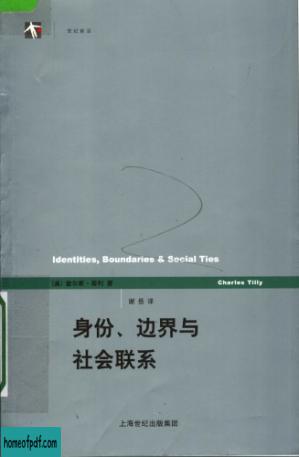 世纪前沿
Identities, Boundaries & Social Ties
[美] 查尔斯·蒂利 著
Charles Tilly
谢岳 译
身份、边界与
社会联系
上海世纪出版集团
homeofpdf.com
homeofpdf.com